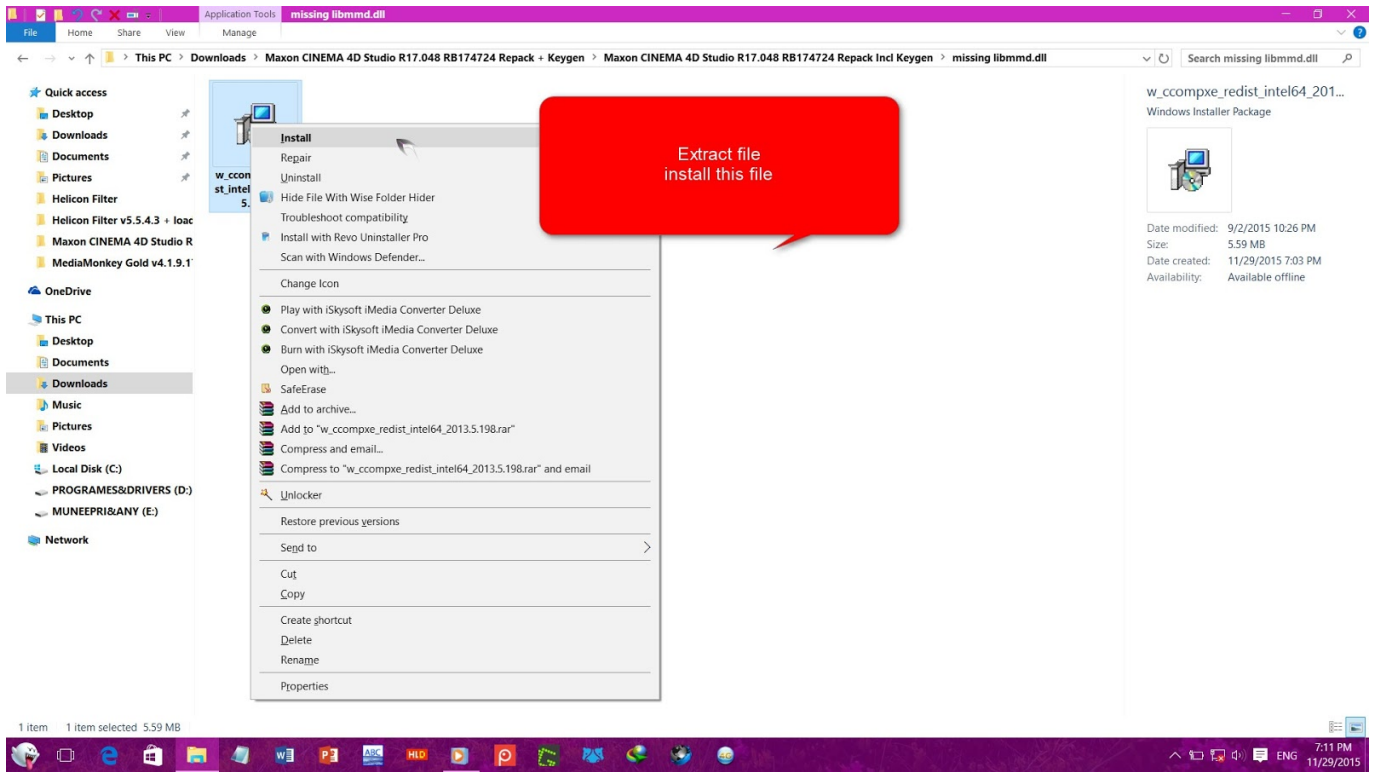 Application Tools missing libmmd.dll
File Home Share View Manage
This PC > Downloads > Maxon CINEMA 4D Studio R17.048 RB174724 Repack + Keygen > Maxon CINEMA 4D Studio R17.048 RB174724 Repack Incl Keygen > missing libmmd.dll
Search missing libmmd.dll
Quick access
Desktop
Downloads
Documents
Pictures
Helicon Filter
Helicon Filter v5.5.4.3 + loac
Maxon CINEMA 4D Studio R
MediaMonkey Gold v4.1.9.1
OneDrive
This PC
Desktop
Documents
Downloads
Music
Pictures
Videos
Local Disk (C:)
PROGRAMES&DRIVERS (D:)
MUNEEPRI&ANY (E:)
Network
w_ccom
st_intel
5.
Install
Repair
Uninstall
Hide File With Wise Folder Hider
Troubleshoot compatibility
Install with Revo Uninstaller Pro
Scan with Windows Defender...
Change Icon
Play with iSkysoft iMedia Converter Deluxe
Convert with iSkysoft iMedia Converter Deluxe
Burn with iSkysoft iMedia Converter Deluxe
Open with...
SafeErase
Add to archive...
Add to "w_ccompxe_redist_intel64_2013.5.198.rar"
Compress and email...
Compress to "w_ccompxe_redist_intel64_2013.5.198.rar" and email
Unlocker
Restore previous versions
Send to
Cut
Copy
Create shortcut
Delete
Rename
Properties
Extract file
install this file
w_ccompxe_redist_intel64_201...
Windows Installer Package
Date modified: 9/2/2015 10:26 PM
Size: 5.59 MB
Date created: 11/29/2015 7:03 PM
Availability: Available offline
1 item 1 item selected 5.59 MB
ABC
HLD
ENG
7:11 PM
11/29/2015